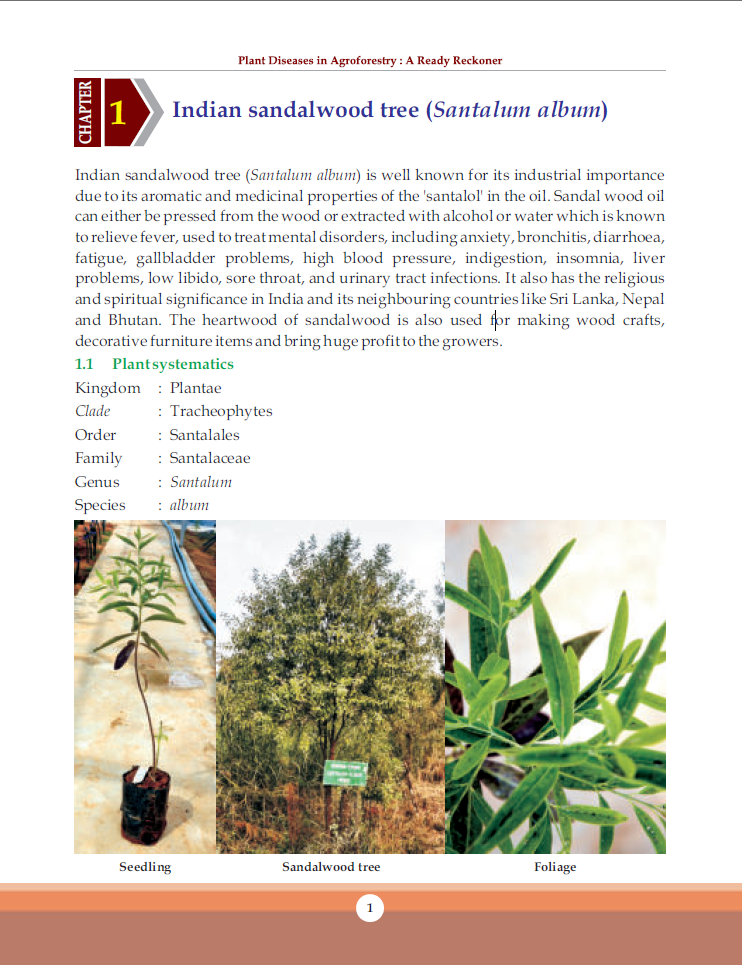 Plant Diseases in Agroforestry : A Ready Reckoner
CHAPTER
1
Indian sandalwood tree (Santalum album)
Indian sandalwood tree (Santalum album) is well known for its industrial importance
due to its aromatic and medicinal properties of the 'santalol' in the oil. Sandal wood oil
can either be pressed from the wood or extracted with alcohol or water which is known
to relieve fever, used to treat mental disorders, including anxiety, bronchitis, diarrhoea,
fatigue, gallbladder problems, high blood pressure, indigestion, insomnia, liver
problems, low libido, sore throat, and urinary tract infections. It also has the religious
and spiritual significance in India and its neighbouring countries like Sri Lanka, Nepal
and Bhutan. The heartwood of sandalwood is also used for making wood crafts,
decorative furniture items and bring huge profit to the growers.
1.1 Plant systematics
Kingdom : Plantae
Clade : Tracheophytes
Order : Santalales
Family : Santalaceae
Genus : Santalum
Species : album
Seedling Sandalwood tree Foliage
1